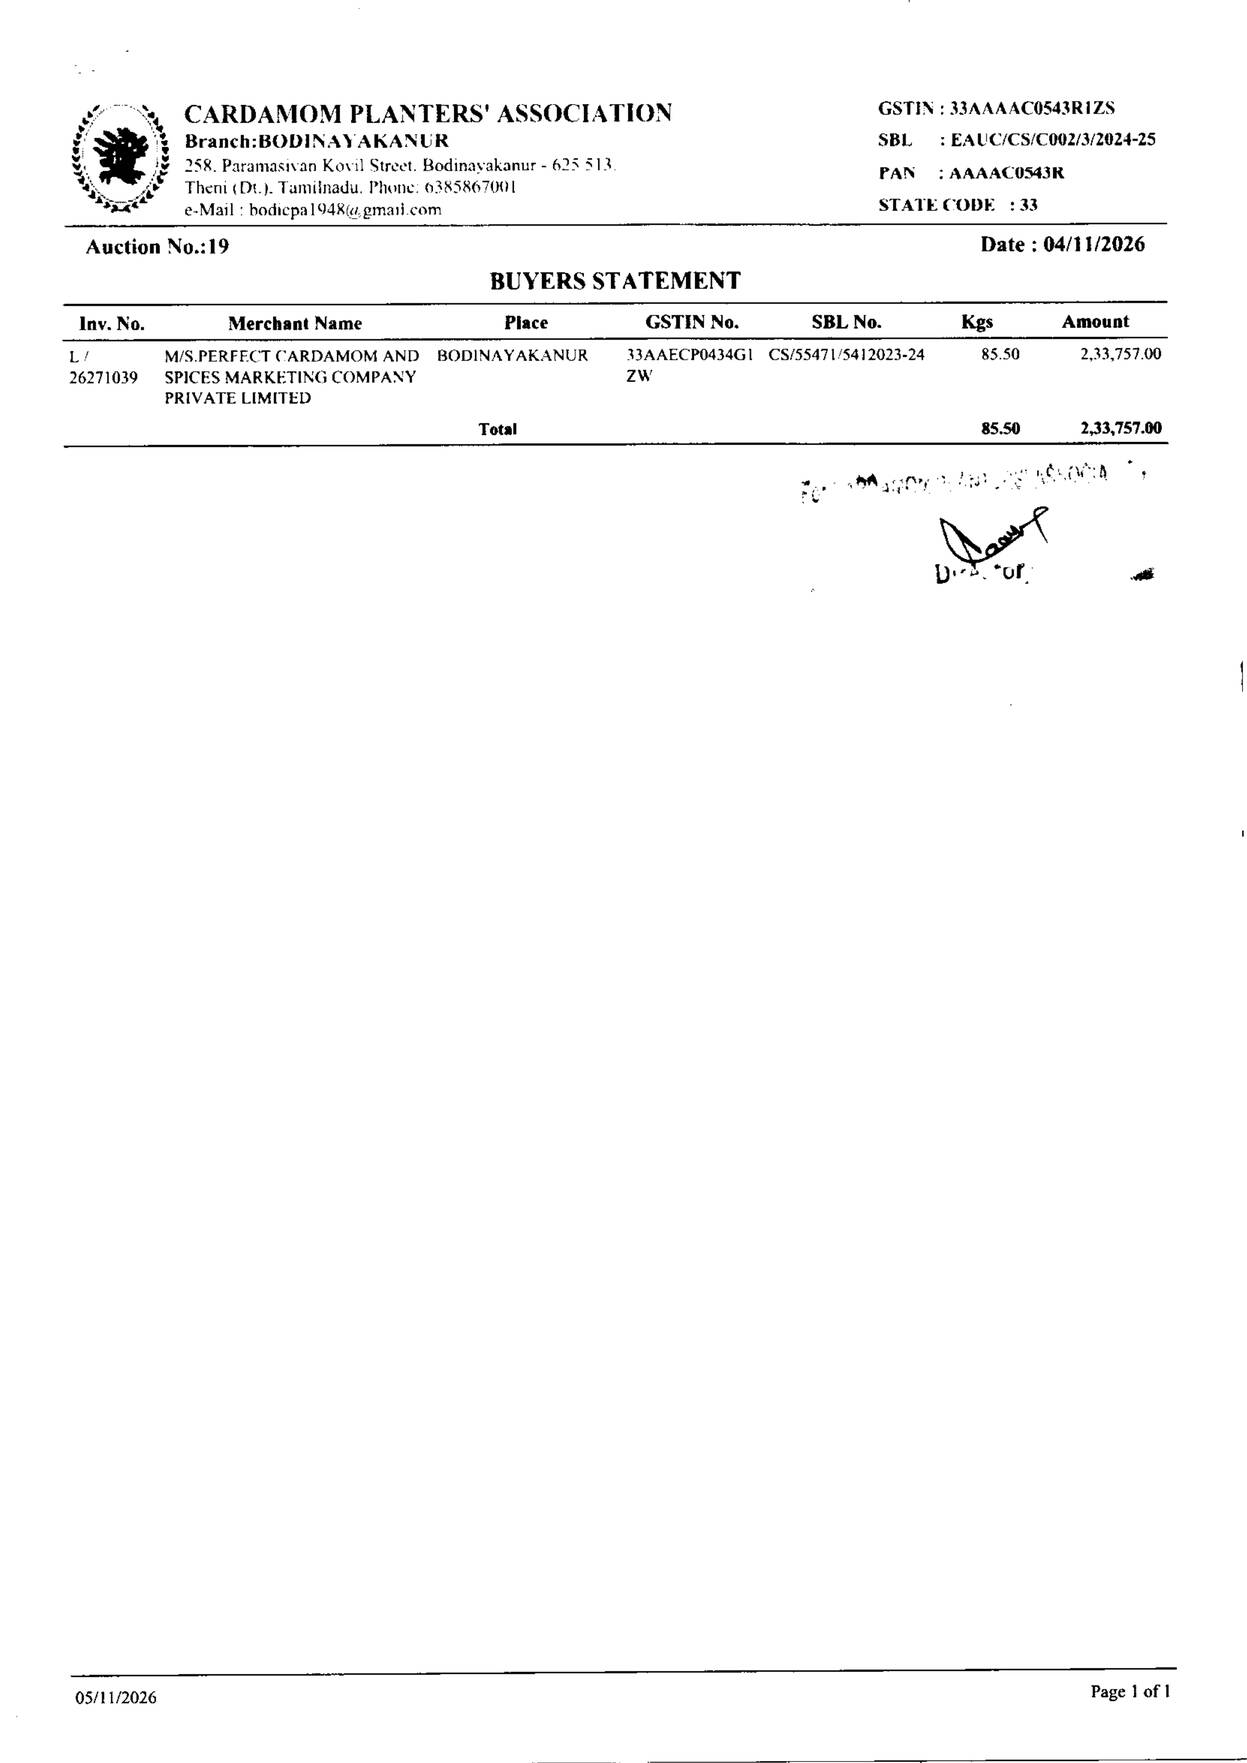 CARDAMOM PLANTERS' ASSOCIATION
Branch:BODINAYAKANUR
258, Paramasivan Kovil Street, Bodinayakanur - 625 513.
Theni (Dt.), Tamilnadu. Phone: 6385867001
e-Mail : bodicpa1948@gmail.com
GSTIN : 33AAAAC0543R1ZS
SBL : EAUC/CS/C002/3/2024-25
PAN : AAAAC0543R
STATE CODE : 33
Auction No.:19 Date : 04/11/2026
BUYERS STATEMENT
Inv. No. Merchant Name Place GSTIN No. SBL No. Kgs Amount
L / M/S.PERFECT CARDAMOM AND BODINAYAKANUR 33AAECP0434G1 CS/55471/5412023-24 85.50 2,33,757.00
26271039 SPICES MARKETING COMPANY ZW
PRIVATE LIMITED
Total 85.50 2,33,757.00
05/11/2026 Page 1 of 1